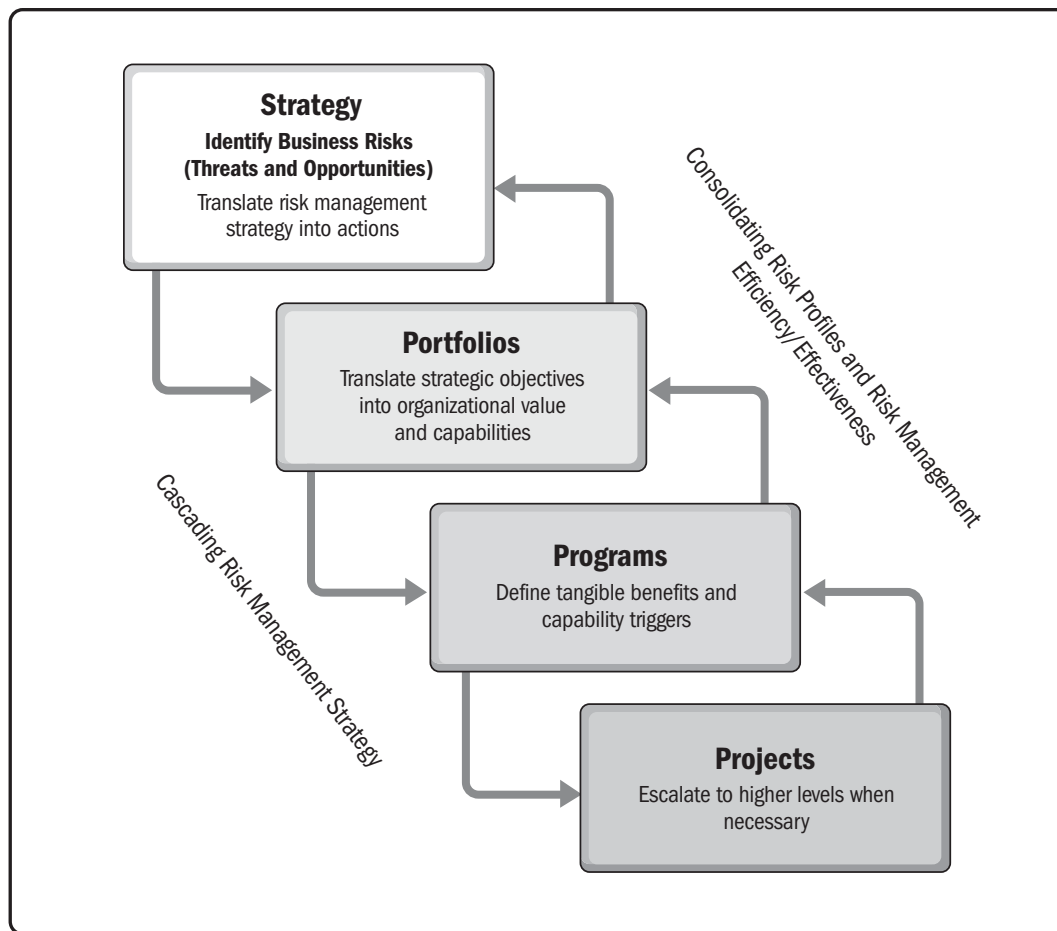 Strategy
Identify Business Risks
(Threats and Opportunities)
Translate risk management
strategy into actions
Consolidating Risk Profiles and Risk Management
Efficiency/Effectiveness
Portfolios
Translate strategic objectives
into organizational value
and capabilities
Cascading Risk Management Strategy
Programs
Define tangible benefits and
capability triggers
Projects
Escalate to higher levels when
necessary